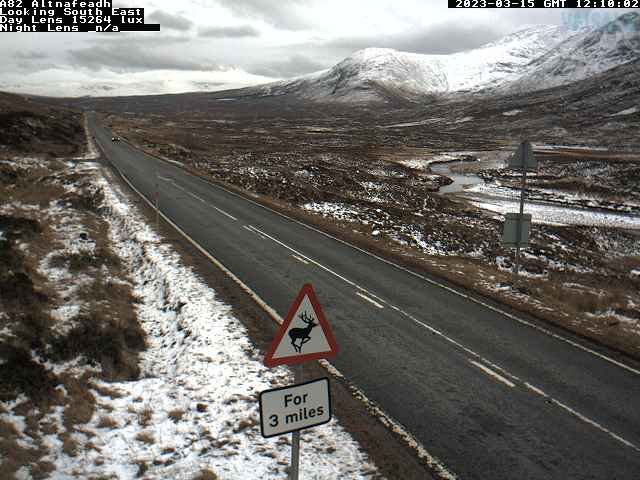 A82 Altnafeadh
Looking South East
Day Lens 15264 lux
Night Lens n/a
2023-03-15 GMT 12:10:02
For
3 miles